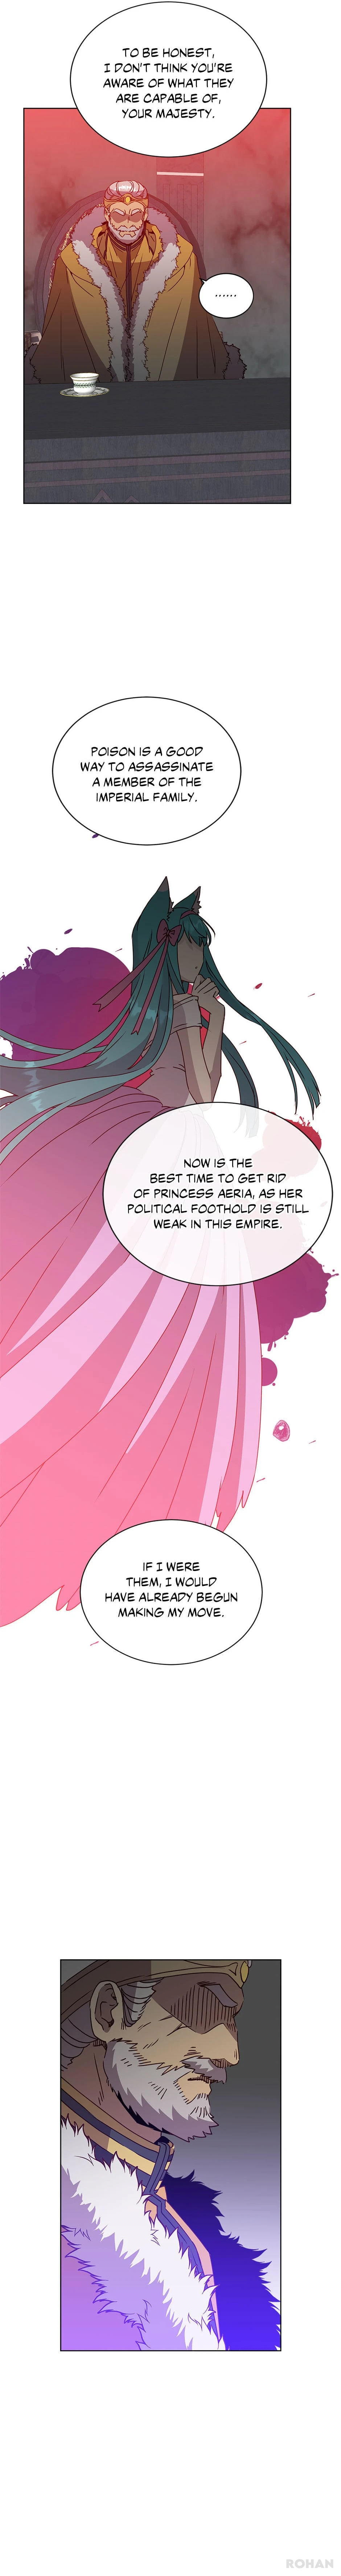 TO BE HONEST,
I DON'T THINK YOU'RE
AWARE OF WHAT THEY
ARE CAPABLE OF,
YOUR MAJESTY.
......
POISON IS A GOOD
WAY TO ASSASSINATE
A MEMBER OF THE
IMPERIAL FAMILY.
NOW IS THE
BEST TIME TO GET RID
OF PRINCESS AERIA, AS HER
POLITICAL FOOTHOLD IS STILL
WEAK IN THIS EMPIRE.
IF I WERE
THEM, I WOULD
HAVE ALREADY BEGUN
MAKING MY MOVE.
ROHAN